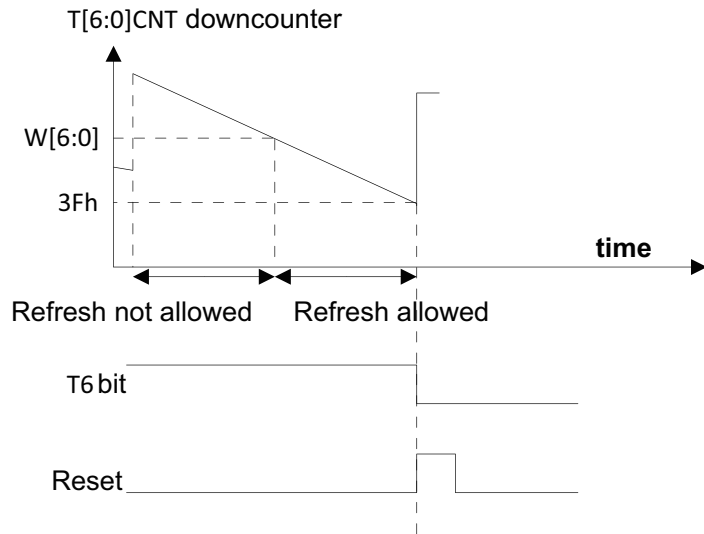 T[6:0]CNT downcounter
W[6:0]
3Fh
time
Refresh not allowed
Refresh allowed
T6 bit
Reset